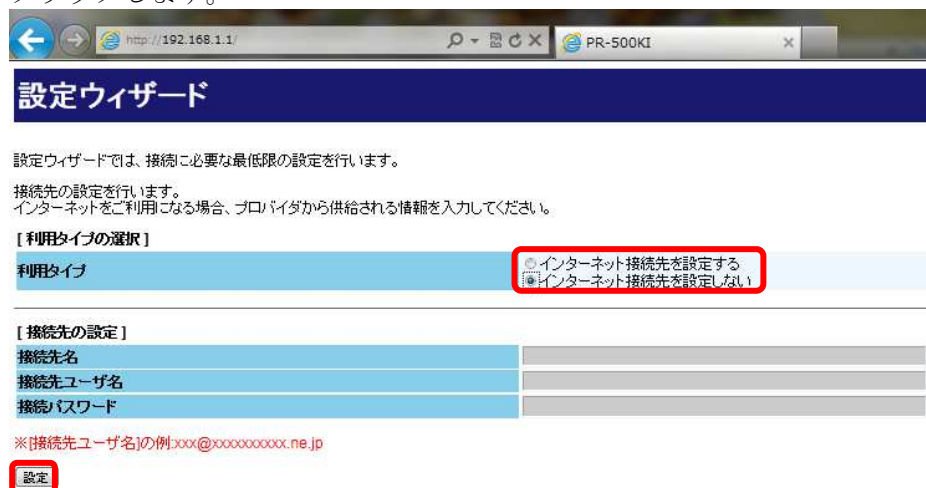 クリックします。
http://192.168.1.1/
PR-500KI
設定ウィザード
設定ウィザードでは、接続に必要な最低限の設定を行います。
接続先の設定を行います。
インターネットをご利用になる場合、プロバイダから供給される情報を入力してください。
[利用タイプの選択]
利用タイプ
インターネット接続先を設定する
インターネット接続先を設定しない
[接続先の設定]
接続先名
接続先ユーザ名
接続パスワード
※[接続先ユーザ名]の例:xxx@xxxxxxxxxx.ne.jp
設定